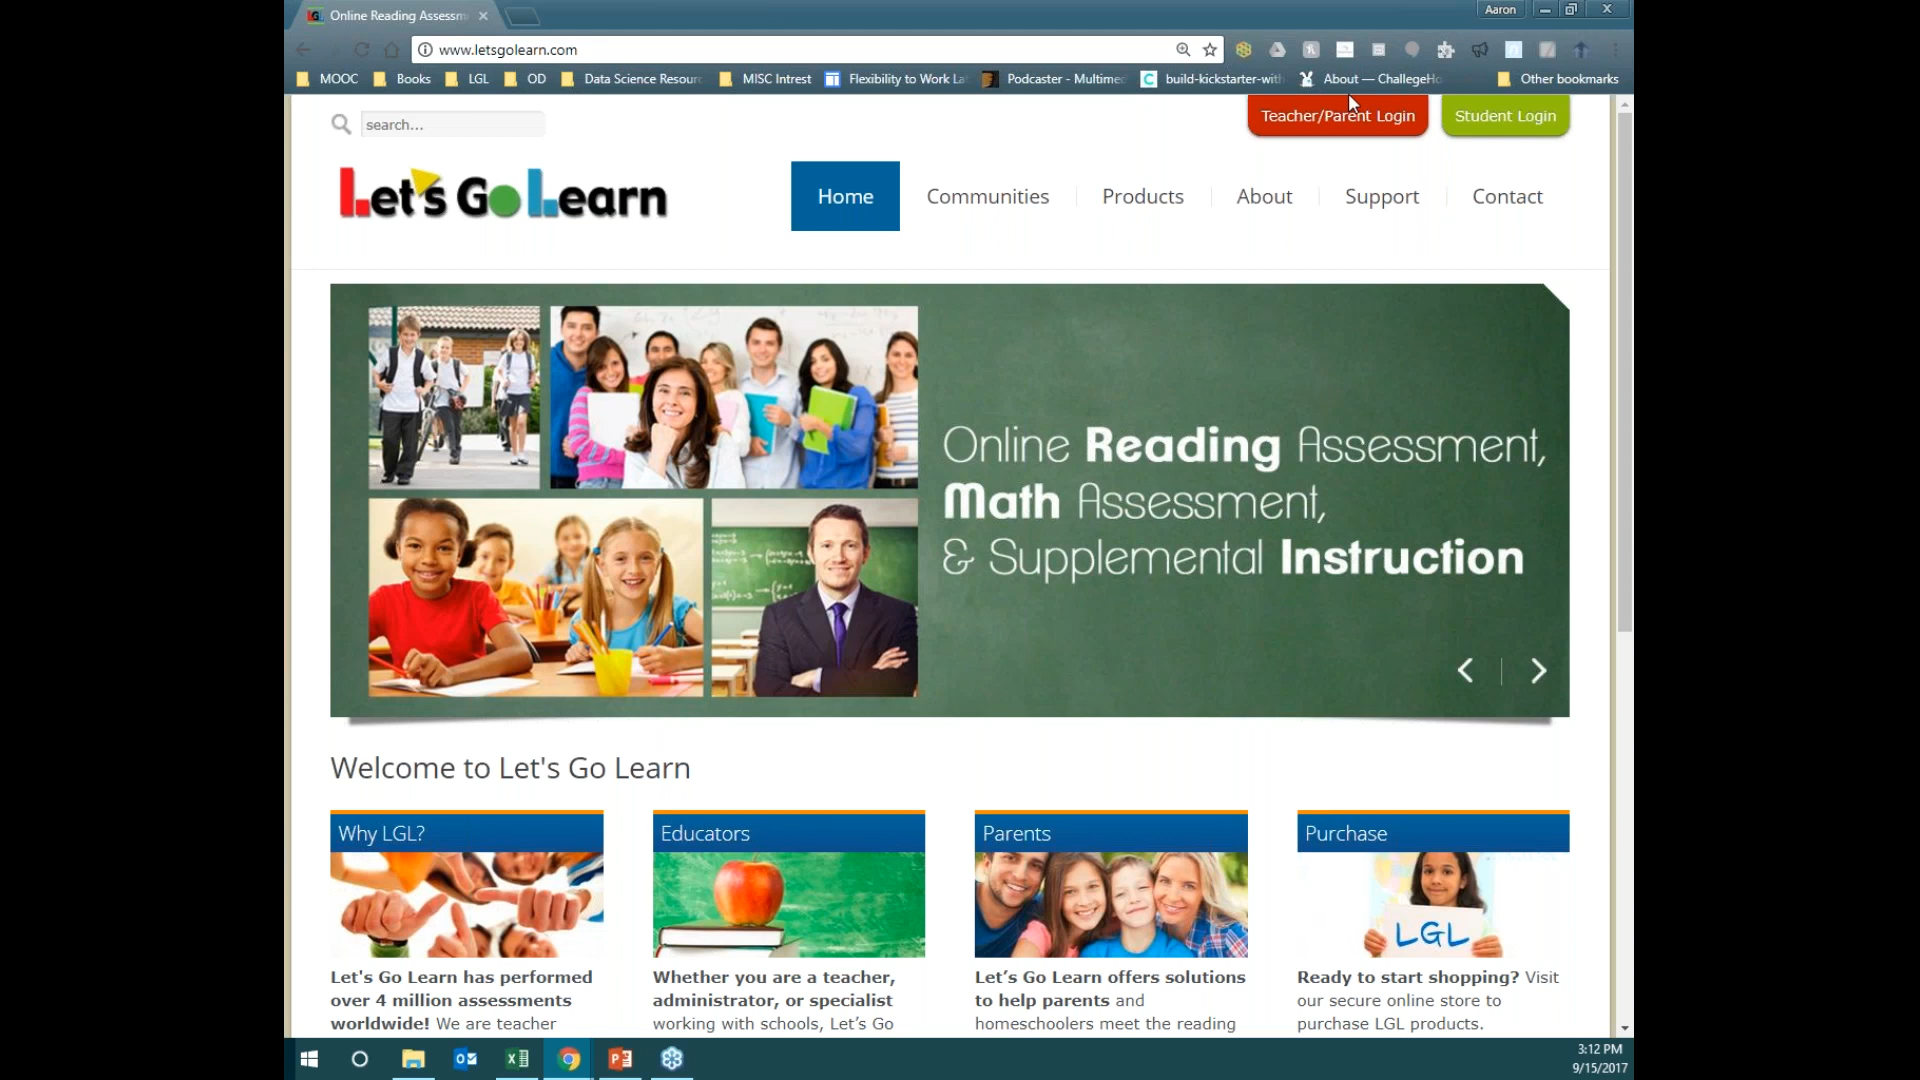 Online Reading Assessm
Aaron
www.letsgolearn.com
MOOC Books LGL OD Data Science Resour MISC Intrest Flexibility to Work La Podcaster - Multime build-kickstarter-with About — ChallegeHo Other bookmarks
search...
Teacher/Parent Login Student Login
Let's Go Learn
Home Communities Products About Support Contact
Online Reading Assessment,
Math Assessment,
& Supplemental Instruction
Welcome to Let's Go Learn
Why LGL?
Educators
Parents
Purchase
LGL
Let's Go Learn has performed
over 4 million assessments
worldwide! We are teacher
Whether you are a teacher,
administrator, or specialist
working with schools, Let’s Go
Let’s Go Learn offers solutions
to help parents and
homeschoolers meet the reading
Ready to start shopping? Visit
our secure online store to
purchase LGL products.
3:12 PM
9/15/2017